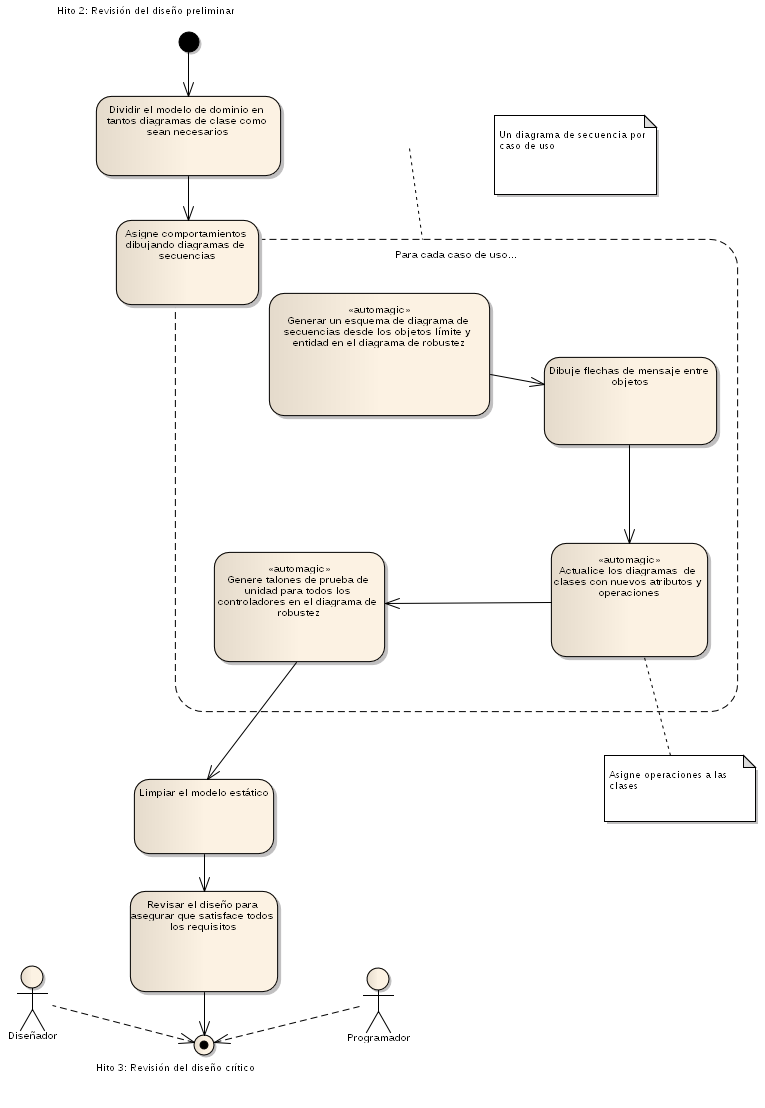 Hito 2: Revisión del diseño preliminar
Dividir el modelo de dominio en
tantos diagramas de clase como
sean necesarios
Un diagrama de secuencia por
caso de uso
Asigne comportamientos
dibujando diagramas de
secuencias
Para cada caso de uso...
«automagic»
Generar un esquema de diagrama de
secuencias desde los objetos límite y
entidad en el diagrama de robustez
Dibuje flechas de mensaje entre
objetos
«automagic»
Actualice los diagramas de
clases con nuevos atributos y
operaciones
«automagic»
Genere talones de prueba de
unidad para todos los
controladores en el diagrama de
robustez
Asigne operaciones a las
clases
Limpiar el modelo estático
Revisar el diseño para
asegurar que satisface todos
los requisitos
Diseñador
Programador
Hito 3: Revisión del diseño crítico